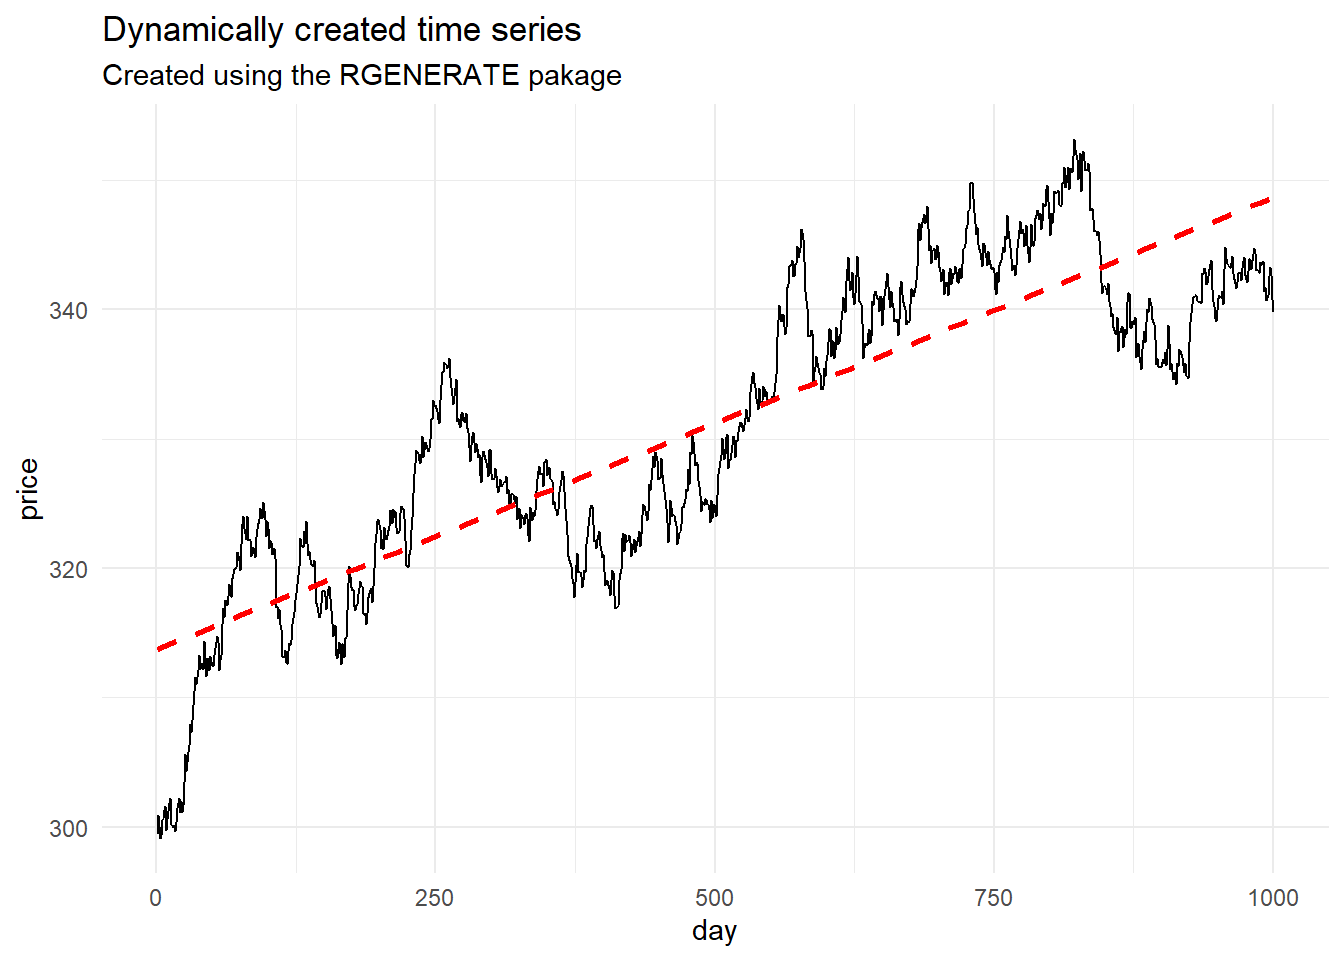 Dynamically created time series
Created using the RGENERATE pakage
price
340
320
300
0 250 500 750 1000
day